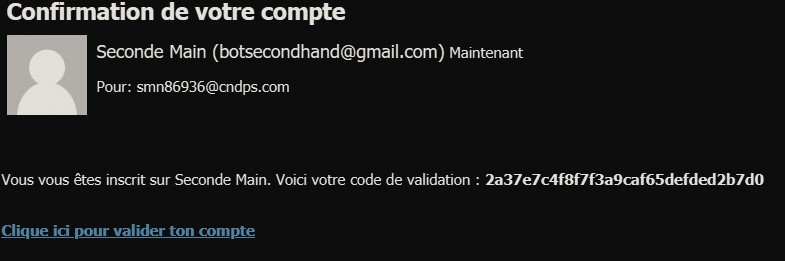 Confirmation de votre compte
Seconde Main (botsecondhand@gmail.com) Maintenant
Pour: smn86936@cndps.com
Vous vous êtes inscrit sur Seconde Main. Voici votre code de validation : 2a37e7c4f8f7f3a9caf65defded2b7d0
Clique ici pour valider ton compte